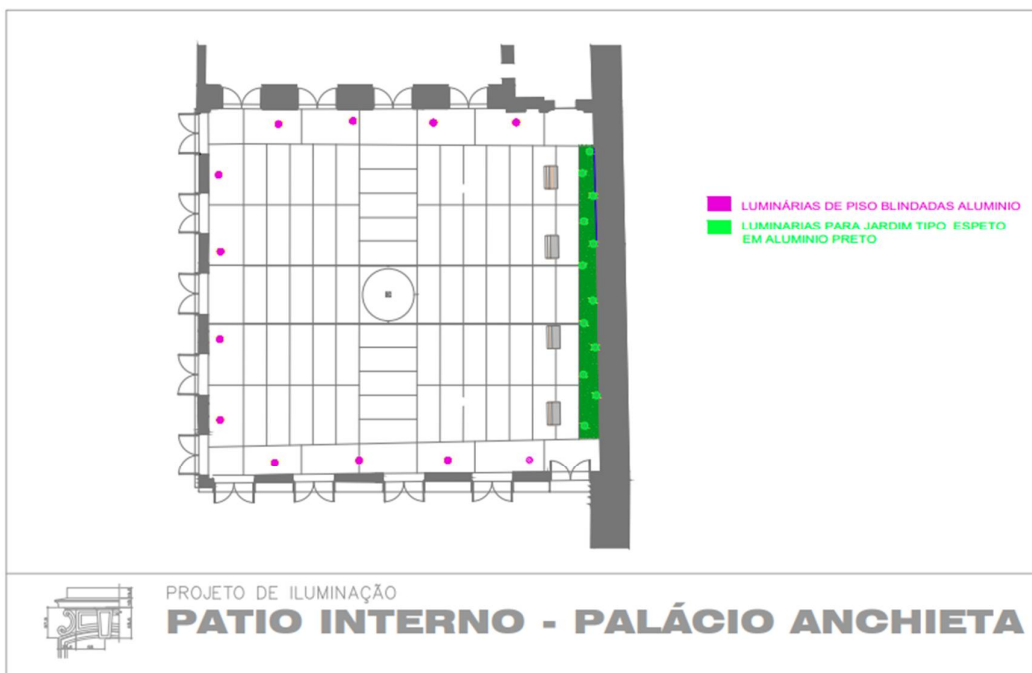 LUMINÁRIAS DE PISO BLINDADAS ALUMINIO
LUMINARIAS PARA JARDIM TIPO ESPETO
EM ALUMINIO PRETO
PROJETO DE ILUMINAÇÃO
PATIO INTERNO - PALÁCIO ANCHIETA